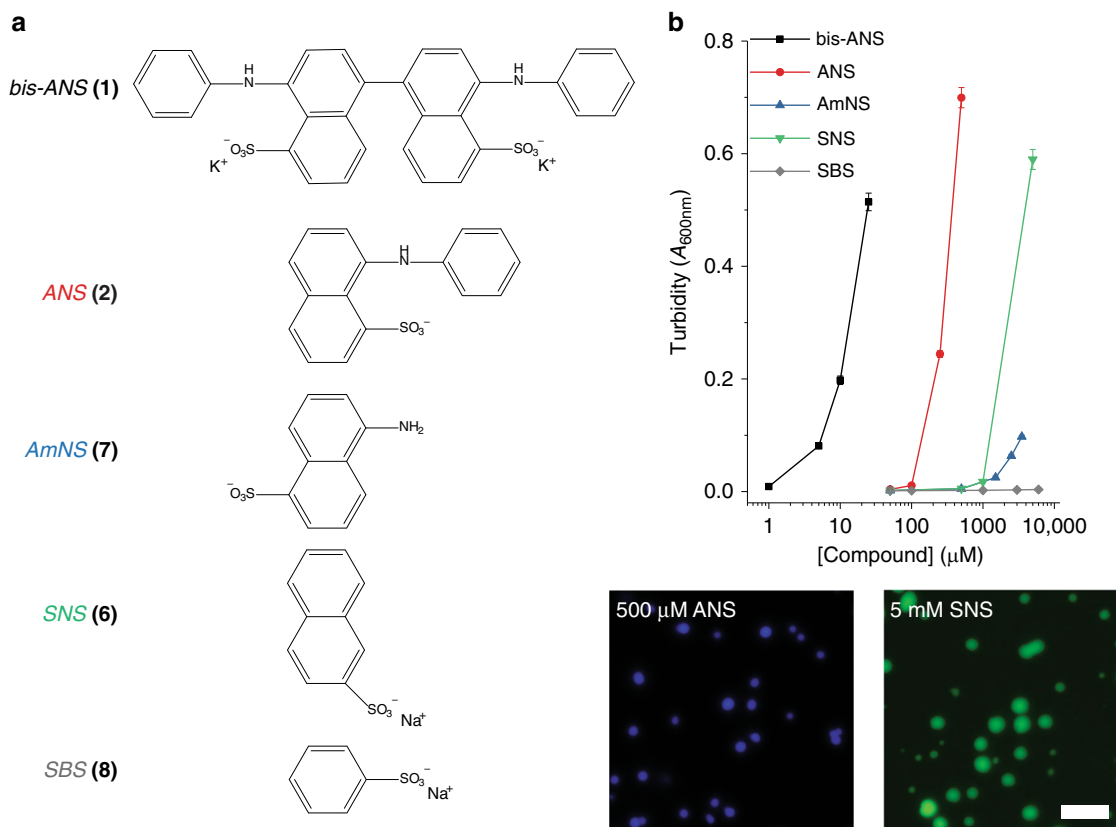 a
bis-ANS (1)
H
N
H
N
⁻O₃S
K⁺
SO₃⁻
K⁺
ANS (2)
H
N
SO₃⁻
AmNS (7)
NH₂
⁻O₃S
SNS (6)
SO₃⁻
Na⁺
SBS (8)
SO₃⁻
Na⁺
b
bis-ANS
ANS
AmNS
SNS
SBS
Turbidity (A₆₀₀nm)
0.8
0.6
0.4
0.2
0.0
1 10 100 1000 10,000
[Compound] (μM)
500 μM ANS
5 mM SNS